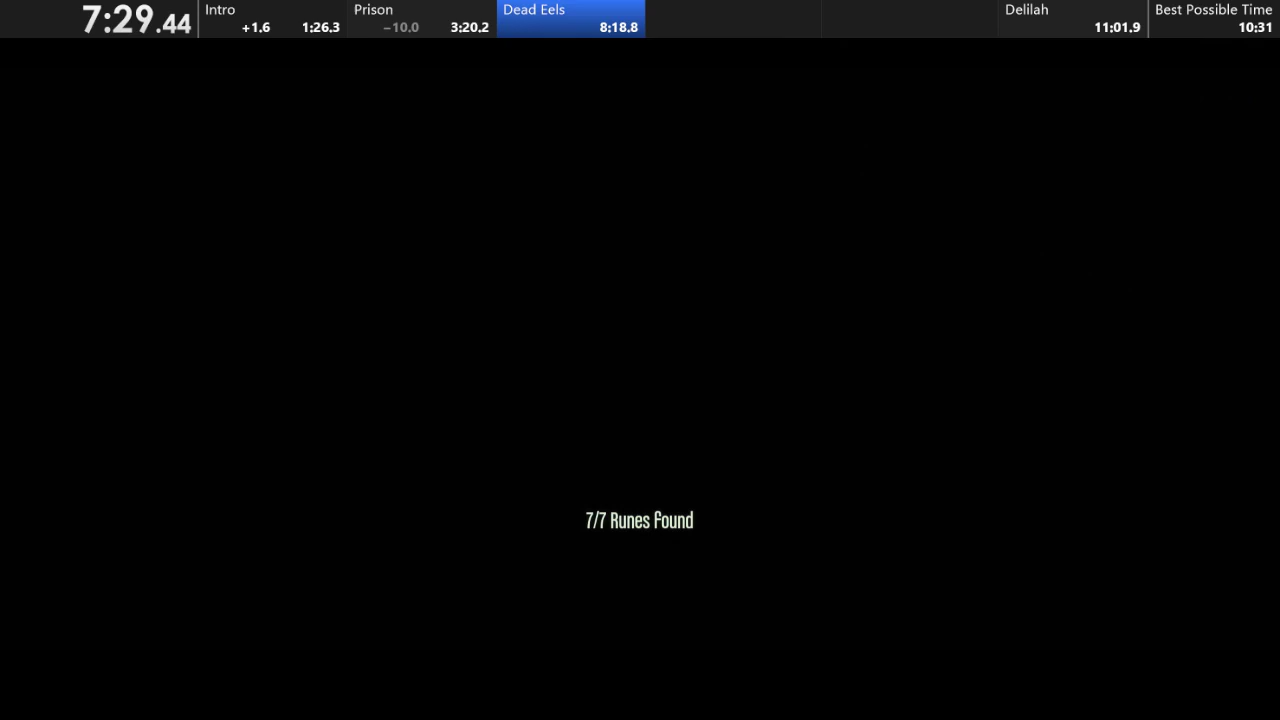 7:29.44
Intro
+1.6 1:26.3
Prison
−10.0 3:20.2
Dead Eels
8:18.8
Delilah
11:01.9
Best Possible Time
10:31
7/7 Runes found